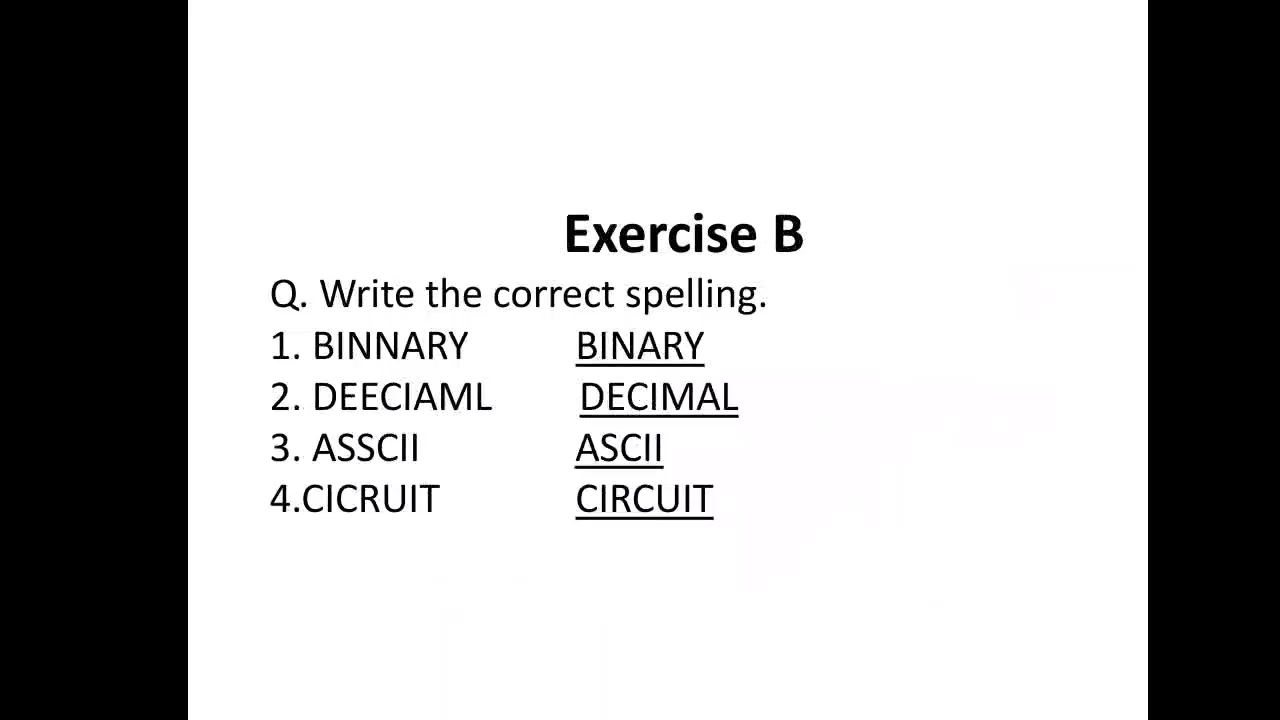 Exercise B
Q. Write the correct spelling.
1. BINNARY BINARY
2. DEECIAML DECIMAL
3. ASSCII ASCII
4.CICRUIT CIRCUIT